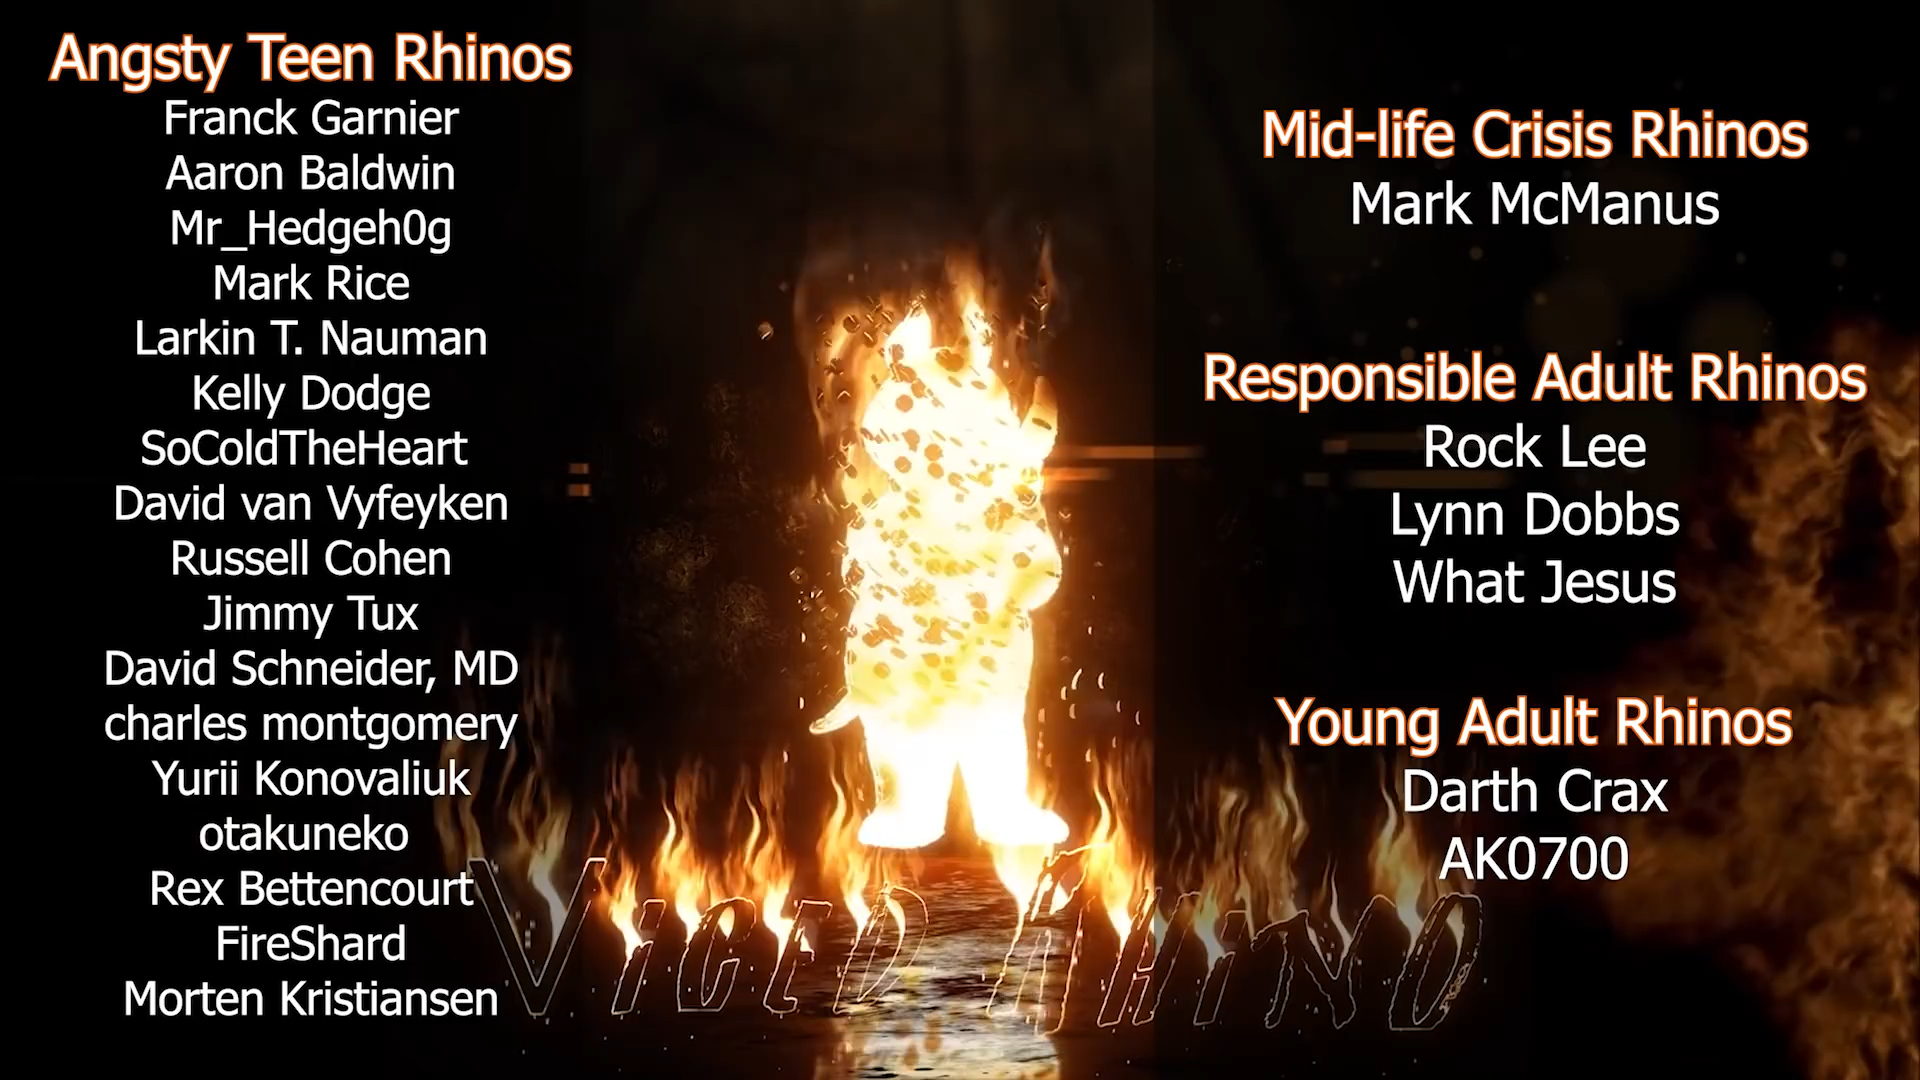 Angsty Teen Rhinos
Franck Garnier
Aaron Baldwin
Mr_Hedgeh0g
Mark Rice
Larkin T. Nauman
Kelly Dodge
SoColdTheHeart
David van Vyfeyken
Russell Cohen
Jimmy Tux
David Schneider, MD
charles montgomery
Yurii Konovaliuk
otakuneko
Rex Bettencourt
FireShard
Morten Kristiansen
Mid-life Crisis Rhinos
Mark McManus
Responsible Adult Rhinos
Rock Lee
Lynn Dobbs
What Jesus
Young Adult Rhinos
Darth Crax
AK0700
Viced Rhino